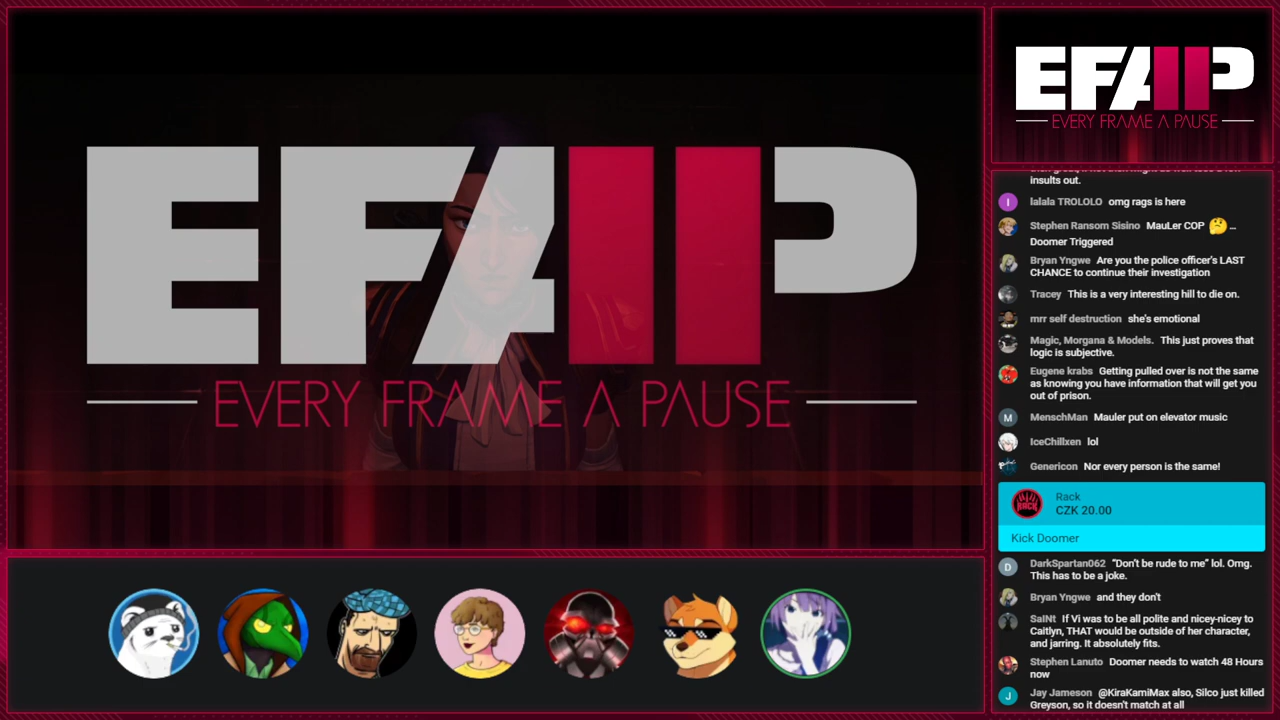 EFAP
EVERY FRAME A PAUSE
EFAP
EVERY FRAME A PAUSE
insults out.
lalala TROLOLO omg rags is here
Stephen Ransom Sisino MauLer COP 🤔 ...
Doomer Triggered
Bryan Yngwe Are you the police officer's LAST
CHANCE to continue their investigation
Tracey This is a very interesting hill to die on.
mrr self destruction she's emotional
Magic, Morgana & Models. This just proves that
logic is subjective.
Eugene krabs Getting pulled over is not the same
as knowing you have information that will get you
out of prison.
M MenschMan Mauler put on elevator music
IceChillxen lol
Genericon Nor every person is the same!
RACK Rack
CZK 20.00
Kick Doomer
D DarkSpartan062 “Don't be rude to me” lol. Omg.
This has to be a joke.
Bryan Yngwe and they don't
SaINt If Vi was to be all polite and nicey-nicey to
Caitlyn, THAT would be outside of her character,
and jarring. It absolutely fits.
Stephen Lanuto Doomer needs to watch 48 Hours
now
J Jay Jameson @KiraKamiMax also, Silco just killed
Greyson, so it doesn't match at all